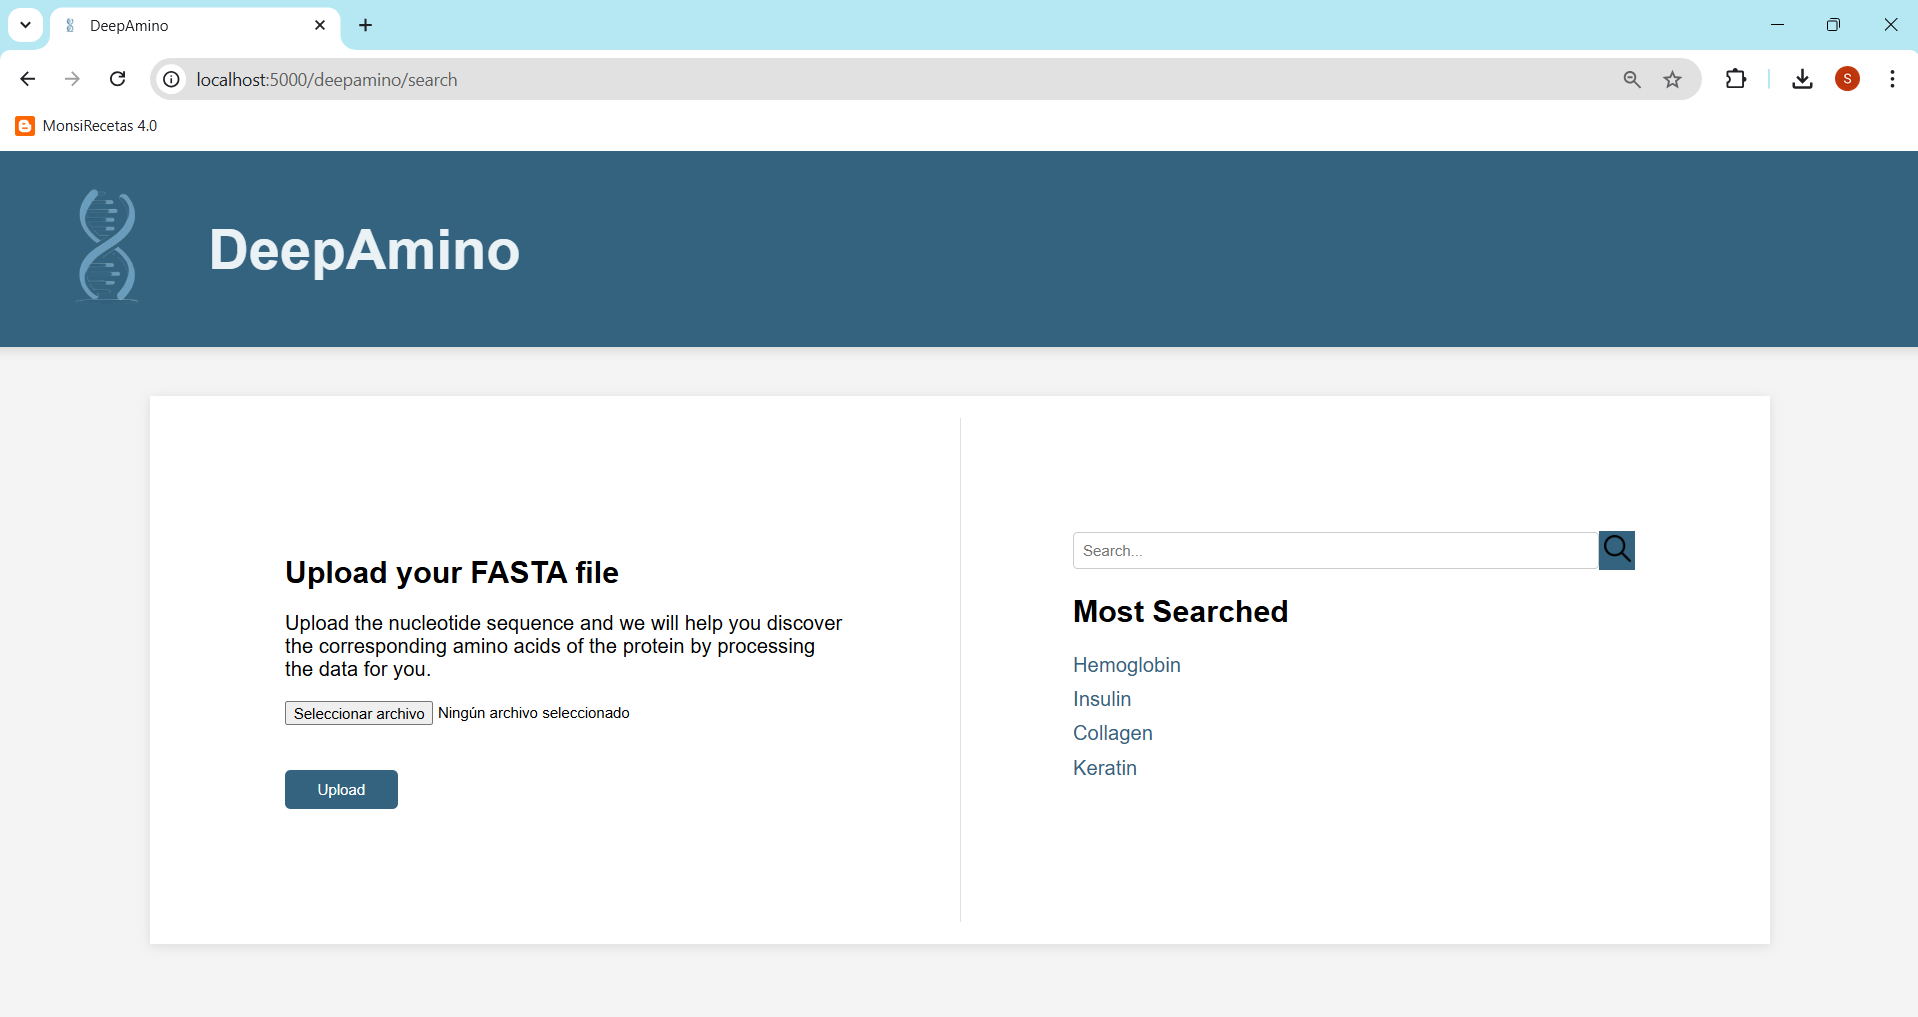 DeepAmino
localhost:5000/deepamino/search
S
MonsiRecetas 4.0
DeepAmino
Upload your FASTA file
Upload the nucleotide sequence and we will help you discover
the corresponding amino acids of the protein by processing
the data for you.
Seleccionar archivo Ningún archivo seleccionado
Upload
Search...
Most Searched
Hemoglobin
Insulin
Collagen
Keratin